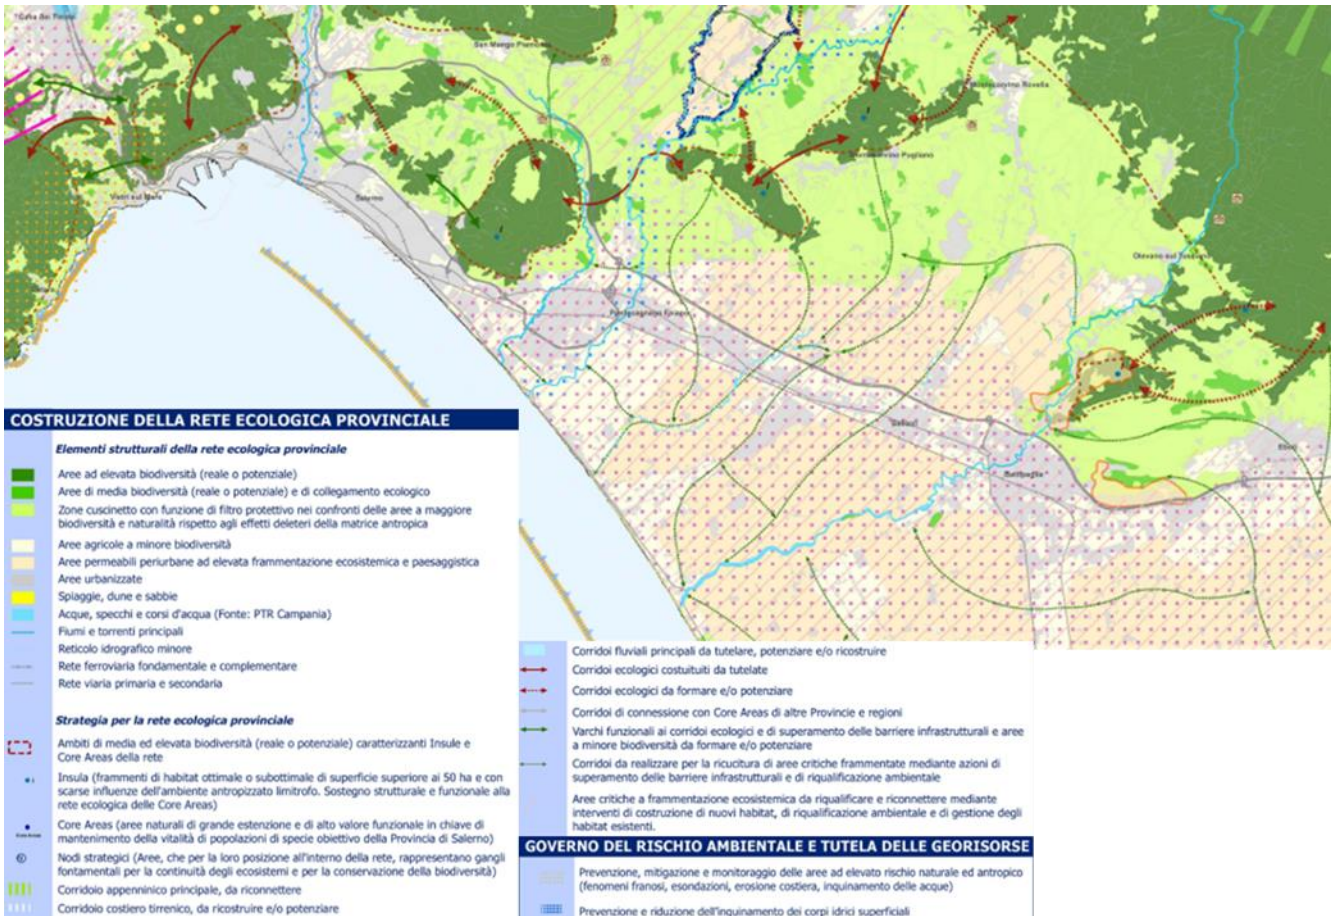 Cava dei Tirreni
San Mango Piemonte
Montecorvino Rovella
Montecorvino Pugliano
Vietri sul Mare
Salerno
Olevano sul Tusciano
Pontecagnano Faiano
Bellizzi
Battipaglia
Eboli
COSTRUZIONE DELLA RETE ECOLOGICA PROVINCIALE
Elementi strutturali della rete ecologica provinciale
Aree ad elevata biodiversità (reale o potenziale)
Aree di media biodiversità (reale o potenziale) e di collegamento ecologico
Zone cuscinetto con funzione di filtro protettivo nei confronti delle aree a maggiore
biodiversità e naturalità rispetto agli effetti deleteri della matrice antropica
Aree agricole a minore biodiversità
Aree permeabili periurbane ad elevata frammentazione ecosistemica e paesaggistica
Aree urbanizzate
Spiaggie, dune e sabbie
Acque, specchi e corsi d'acqua (Fonte: PTR Campania)
Fiumi e torrenti principali
Reticolo idrografico minore
Rete ferroviaria fondamentale e complementare
Rete viaria primaria e secondaria
Strategia per la rete ecologica provinciale
Ambiti di media ed elevata biodiversità (reale o potenziale) caratterizzanti Insule e
Core Areas della rete
Insula (frammenti di habitat ottimale o subottimale di superficie superiore ai 50 ha e con
scarse influenze dell'ambiente antropizzato limitrofo. Sostegno strutturale e funzionale alla
rete ecologica delle Core Areas)
Core Areas (aree naturali di grande estenzione e di alto valore funzionale in chiave di
mantenimento della vitalità di popolazioni di specie obiettivo della Provincia di Salerno)
Nodi strategici (Aree, che per la loro posizione all'interno della rete, rappresentano gangli
fontamentali per la continuità degli ecosistemi e per la conservazione della biodiversità)
Corridoio appenninico principale, da riconnettere
Corridoio costiero tirrenico, da ricostruire e/o potenziare
Corridoi fluviali principali da tutelare, potenziare e/o ricostruire
Corridoi ecologici costuituiti da tutelate
Corridoi ecologici da formare e/o potenziare
Corridoi di connessione con Core Areas di altre Provincie e regioni
Varchi funzionali ai corridoi ecologici e di superamento delle barriere infrastrutturali e aree
a minore biodiversità da formare e/o potenziare
Corridoi da realizzare per la ricucitura di aree critiche frammentate mediante azioni di
superamento delle barriere infrastrutturali e di riqualificazione ambientale
Aree critiche a frammentazione ecosistemica da riqualificare e riconnettere mediante
interventi di costruzione di nuovi habitat, di riqualificazione ambientale e di gestione degli
habitat esistenti.
GOVERNO DEL RISCHIO AMBIENTALE E TUTELA DELLE GEORISORSE
Prevenzione, mitigazione e monitoraggio delle aree ad elevato rischio naturale ed antropico
(fenomeni franosi, esondazioni, erosione costiera, inquinamento delle acque)
Prevenzione e riduzione dell'inquinamento dei corpi idrici superficiali